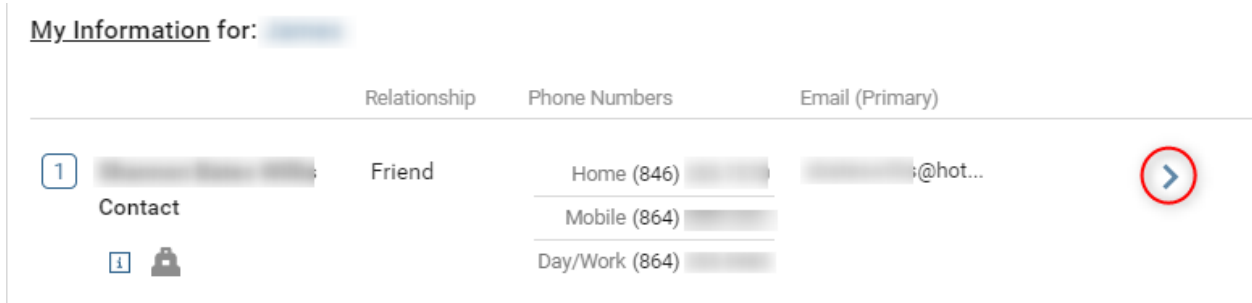 My Information for:
Relationship Phone Numbers Email (Primary)
1 Friend Home (846) @hot...
Contact Mobile (864)
i Day/Work (864)